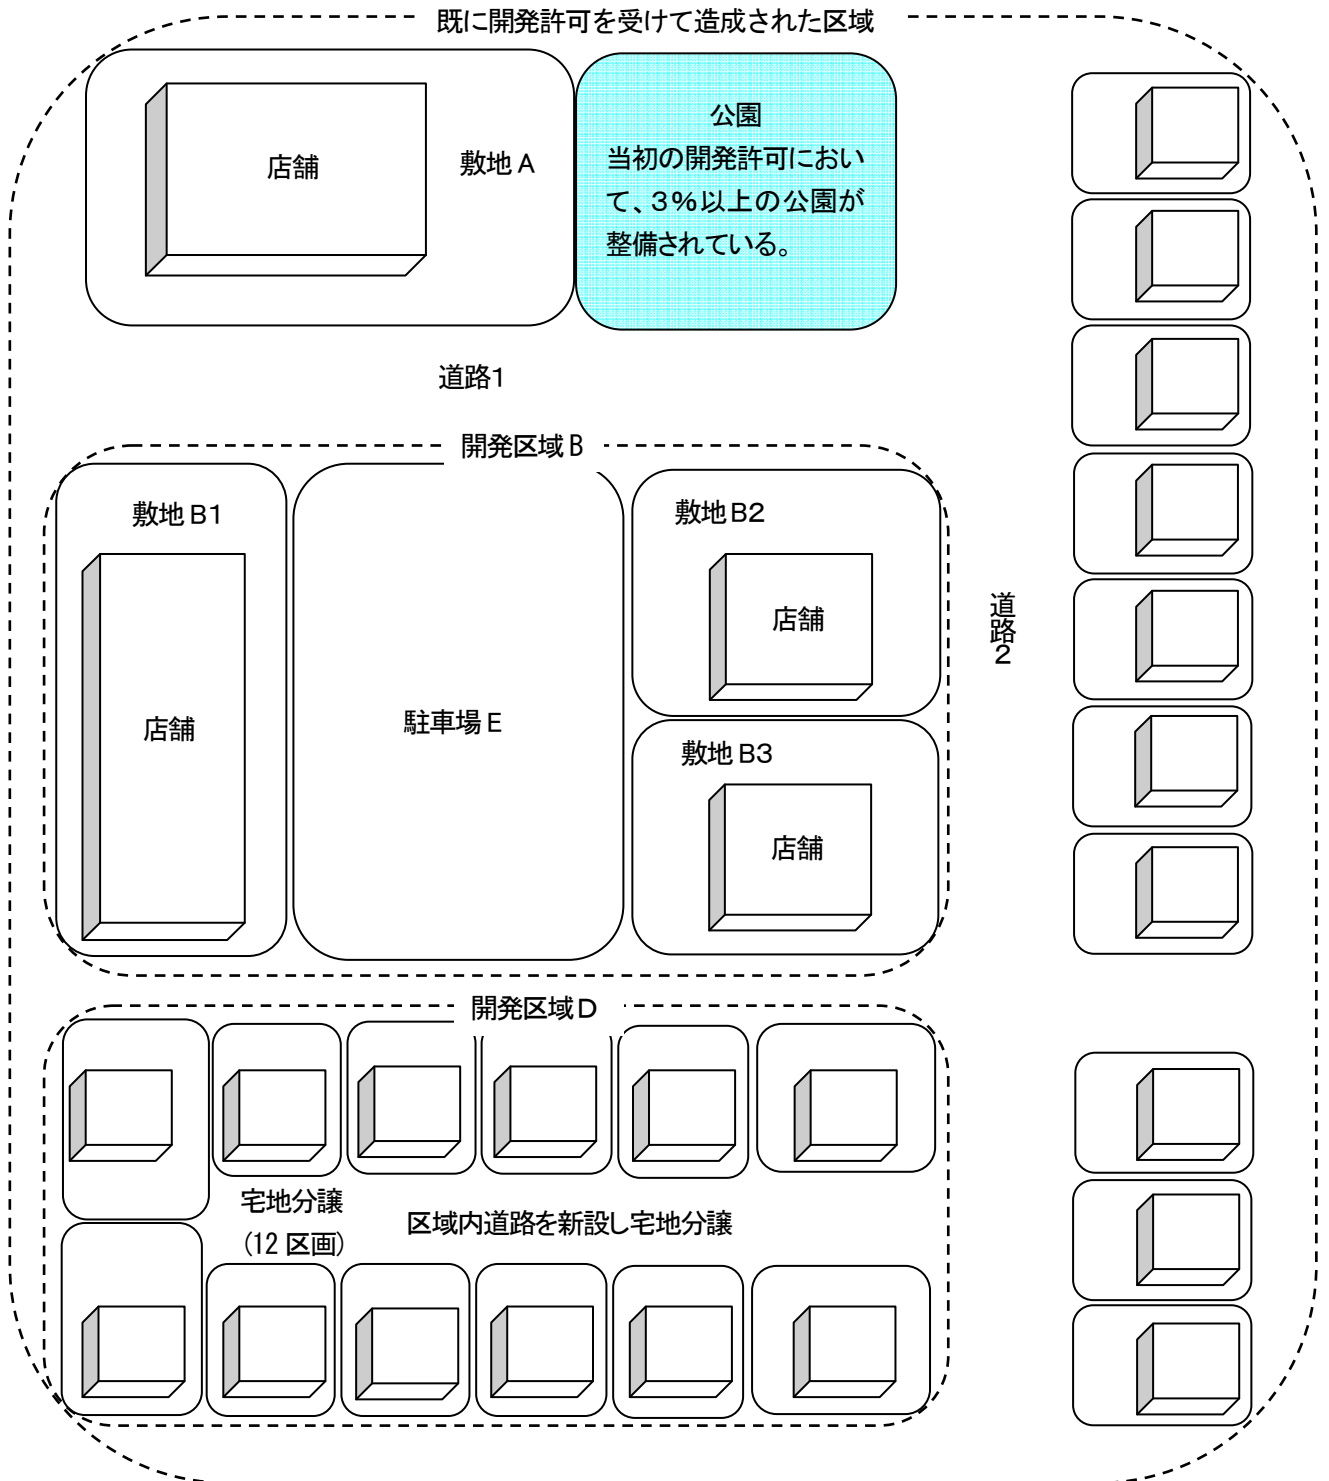 既に開発許可を受けて造成された区域
店舗
敷地A
公園
当初の開発許可におい
て、3%以上の公園が
整備されている。
道路1
開発区域B
敷地B1
店舗
駐車場E
敷地B2
店舗
敷地B3
店舗
道路2
開発区域D
宅地分譲
(12区画)
区域内道路を新設し宅地分譲